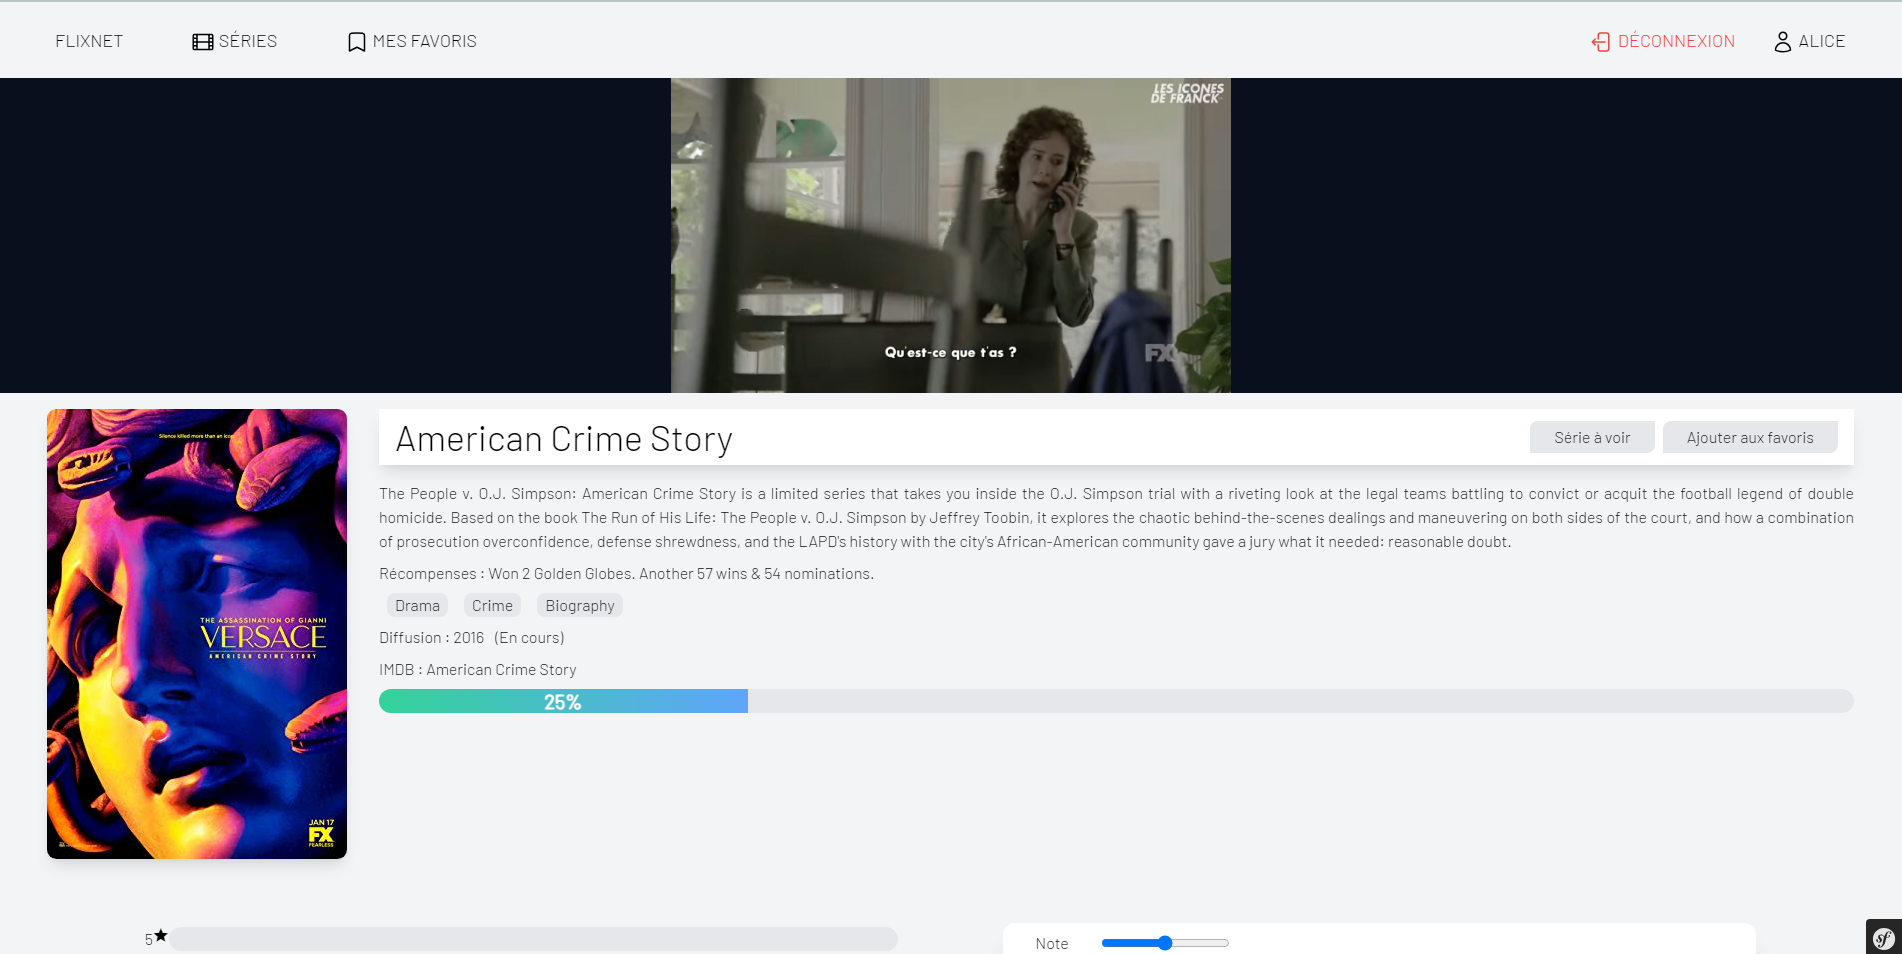 FLIXNET SÉRIES MES FAVORIS DÉCONNEXION ALICE
LES ICONES
DE FRANCK
Qu'est-ce que t'as ?
FX
Silence killed more than an icon
THE ASSASSINATION OF GIANNI
VERSACE
AMERICAN CRIME STORY
JAN 17
FX
FEARLESS
American Crime Story
Série à voir Ajouter aux favoris
The People v. O.J. Simpson: American Crime Story is a limited series that takes you inside the O.J. Simpson trial with a riveting look at the legal teams battling to convict or acquit the football legend of double
homicide. Based on the book The Run of His Life: The People v. O.J. Simpson by Jeffrey Toobin, it explores the chaotic behind-the-scenes dealings and maneuvering on both sides of the court, and how a combination
of prosecution overconfidence, defense shrewdness, and the LAPD's history with the city's African-American community gave a jury what it needed: reasonable doubt.
Récompenses : Won 2 Golden Globes. Another 57 wins & 54 nominations.
Drama Crime Biography
Diffusion : 2016 (En cours)
IMDB : American Crime Story
25%
5★
Note
sf